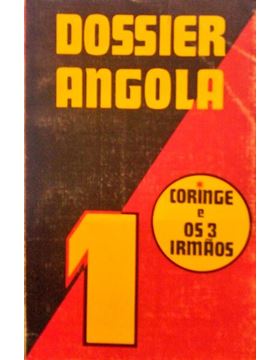 DOSSIER
ANGOLA
1
CORINGE
e
OS 3
IRMÃOS